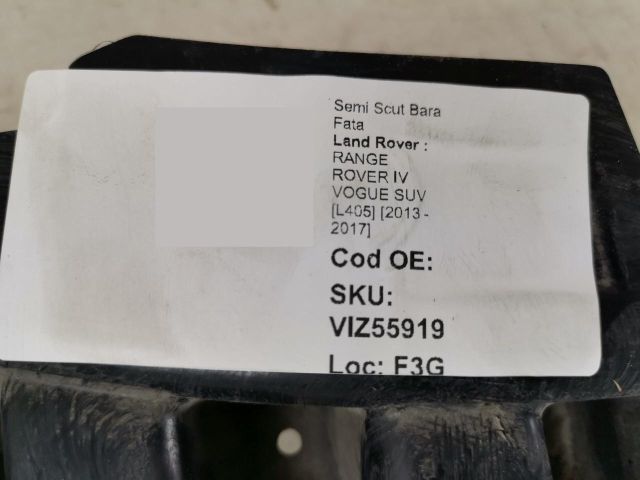 Semi Scut Bara
Fata
Land Rover :
RANGE
ROVER IV
VOGUE SUV
[L405] [2013 -
2017]
Cod OE:
SKU:
VIZ55919
Loc: F3G